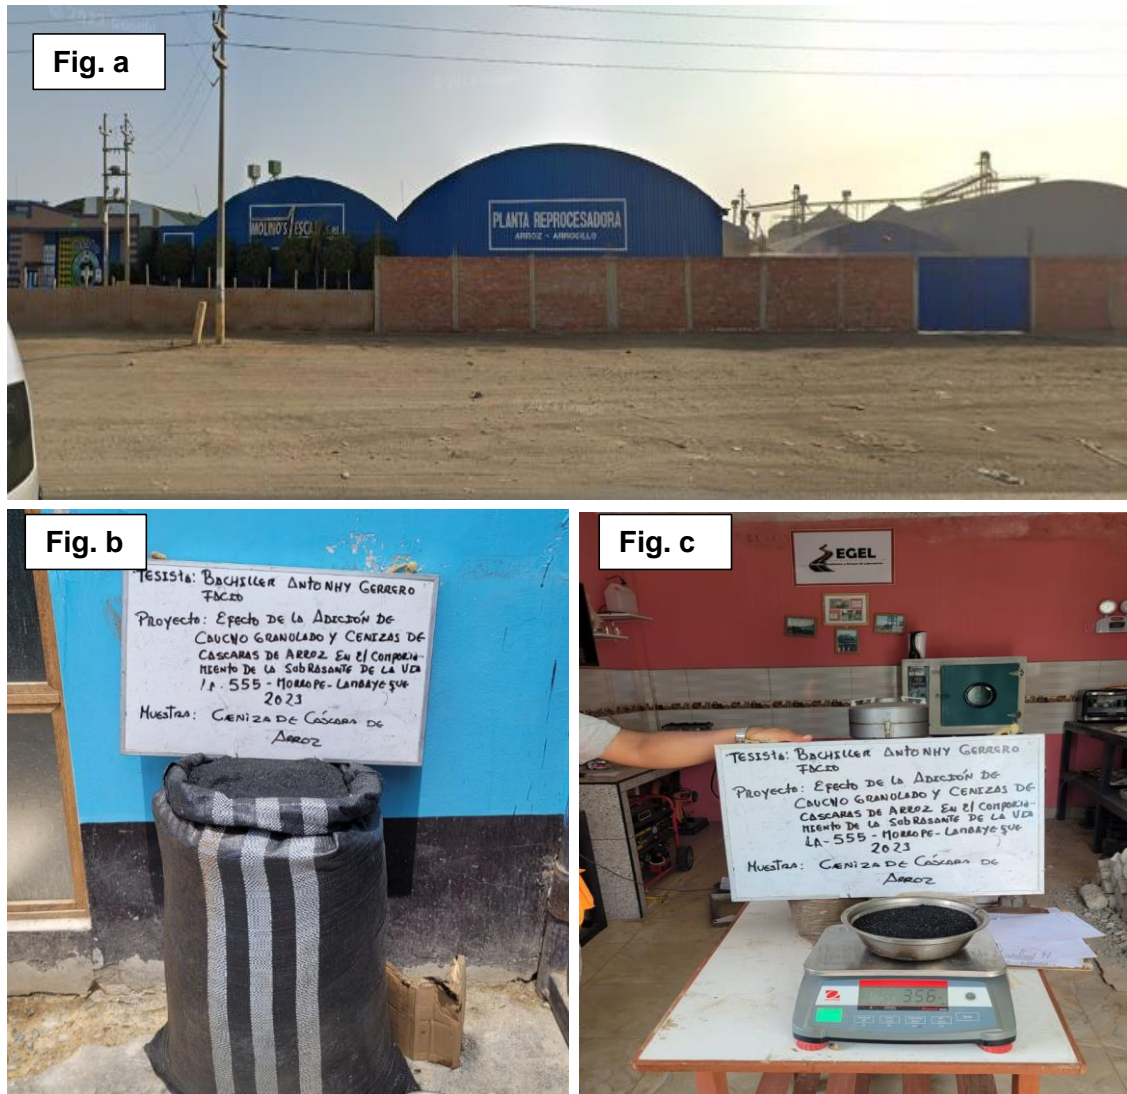 Fig. a
MOLINO'S
PLANTA REPROCESADORA
ARROZ - ARROCILLO
Fig. b
TESISTA: BACHILLER ANTONHY GERRERO
FACIO
PROYECTO: EFECTO DE LA ADICIÓN DE
CAUCHO GRANULADO Y CENIZAS DE
CASCARAS DE ARROZ EN El COMPORTA-
MIENTO DE LA SUBRASANTE DE LA VIA
LA. 555 - MORROPE - LAMBAYEQUE
2023
MUESTRA: CENIZA DE CÁSCARA DE
ARROZ
Fig. c
EGEL
TESISTA: BACHILLER ANTONHY GERRERO
FACIO
PROYECTO: EFECTO DE LA ADICIÓN DE
CAUCHO GRANULADO Y CENIZAS DE
CASCARAS DE ARROZ EN El COMPORTA-
MIENTO DE LA SUBRASANTE DE LA VIA
LA-555 - MORROPE - LAMBAYEQUE
2023
MUESTRA: CENIZA DE CÁSCARA DE
ARROZ
356